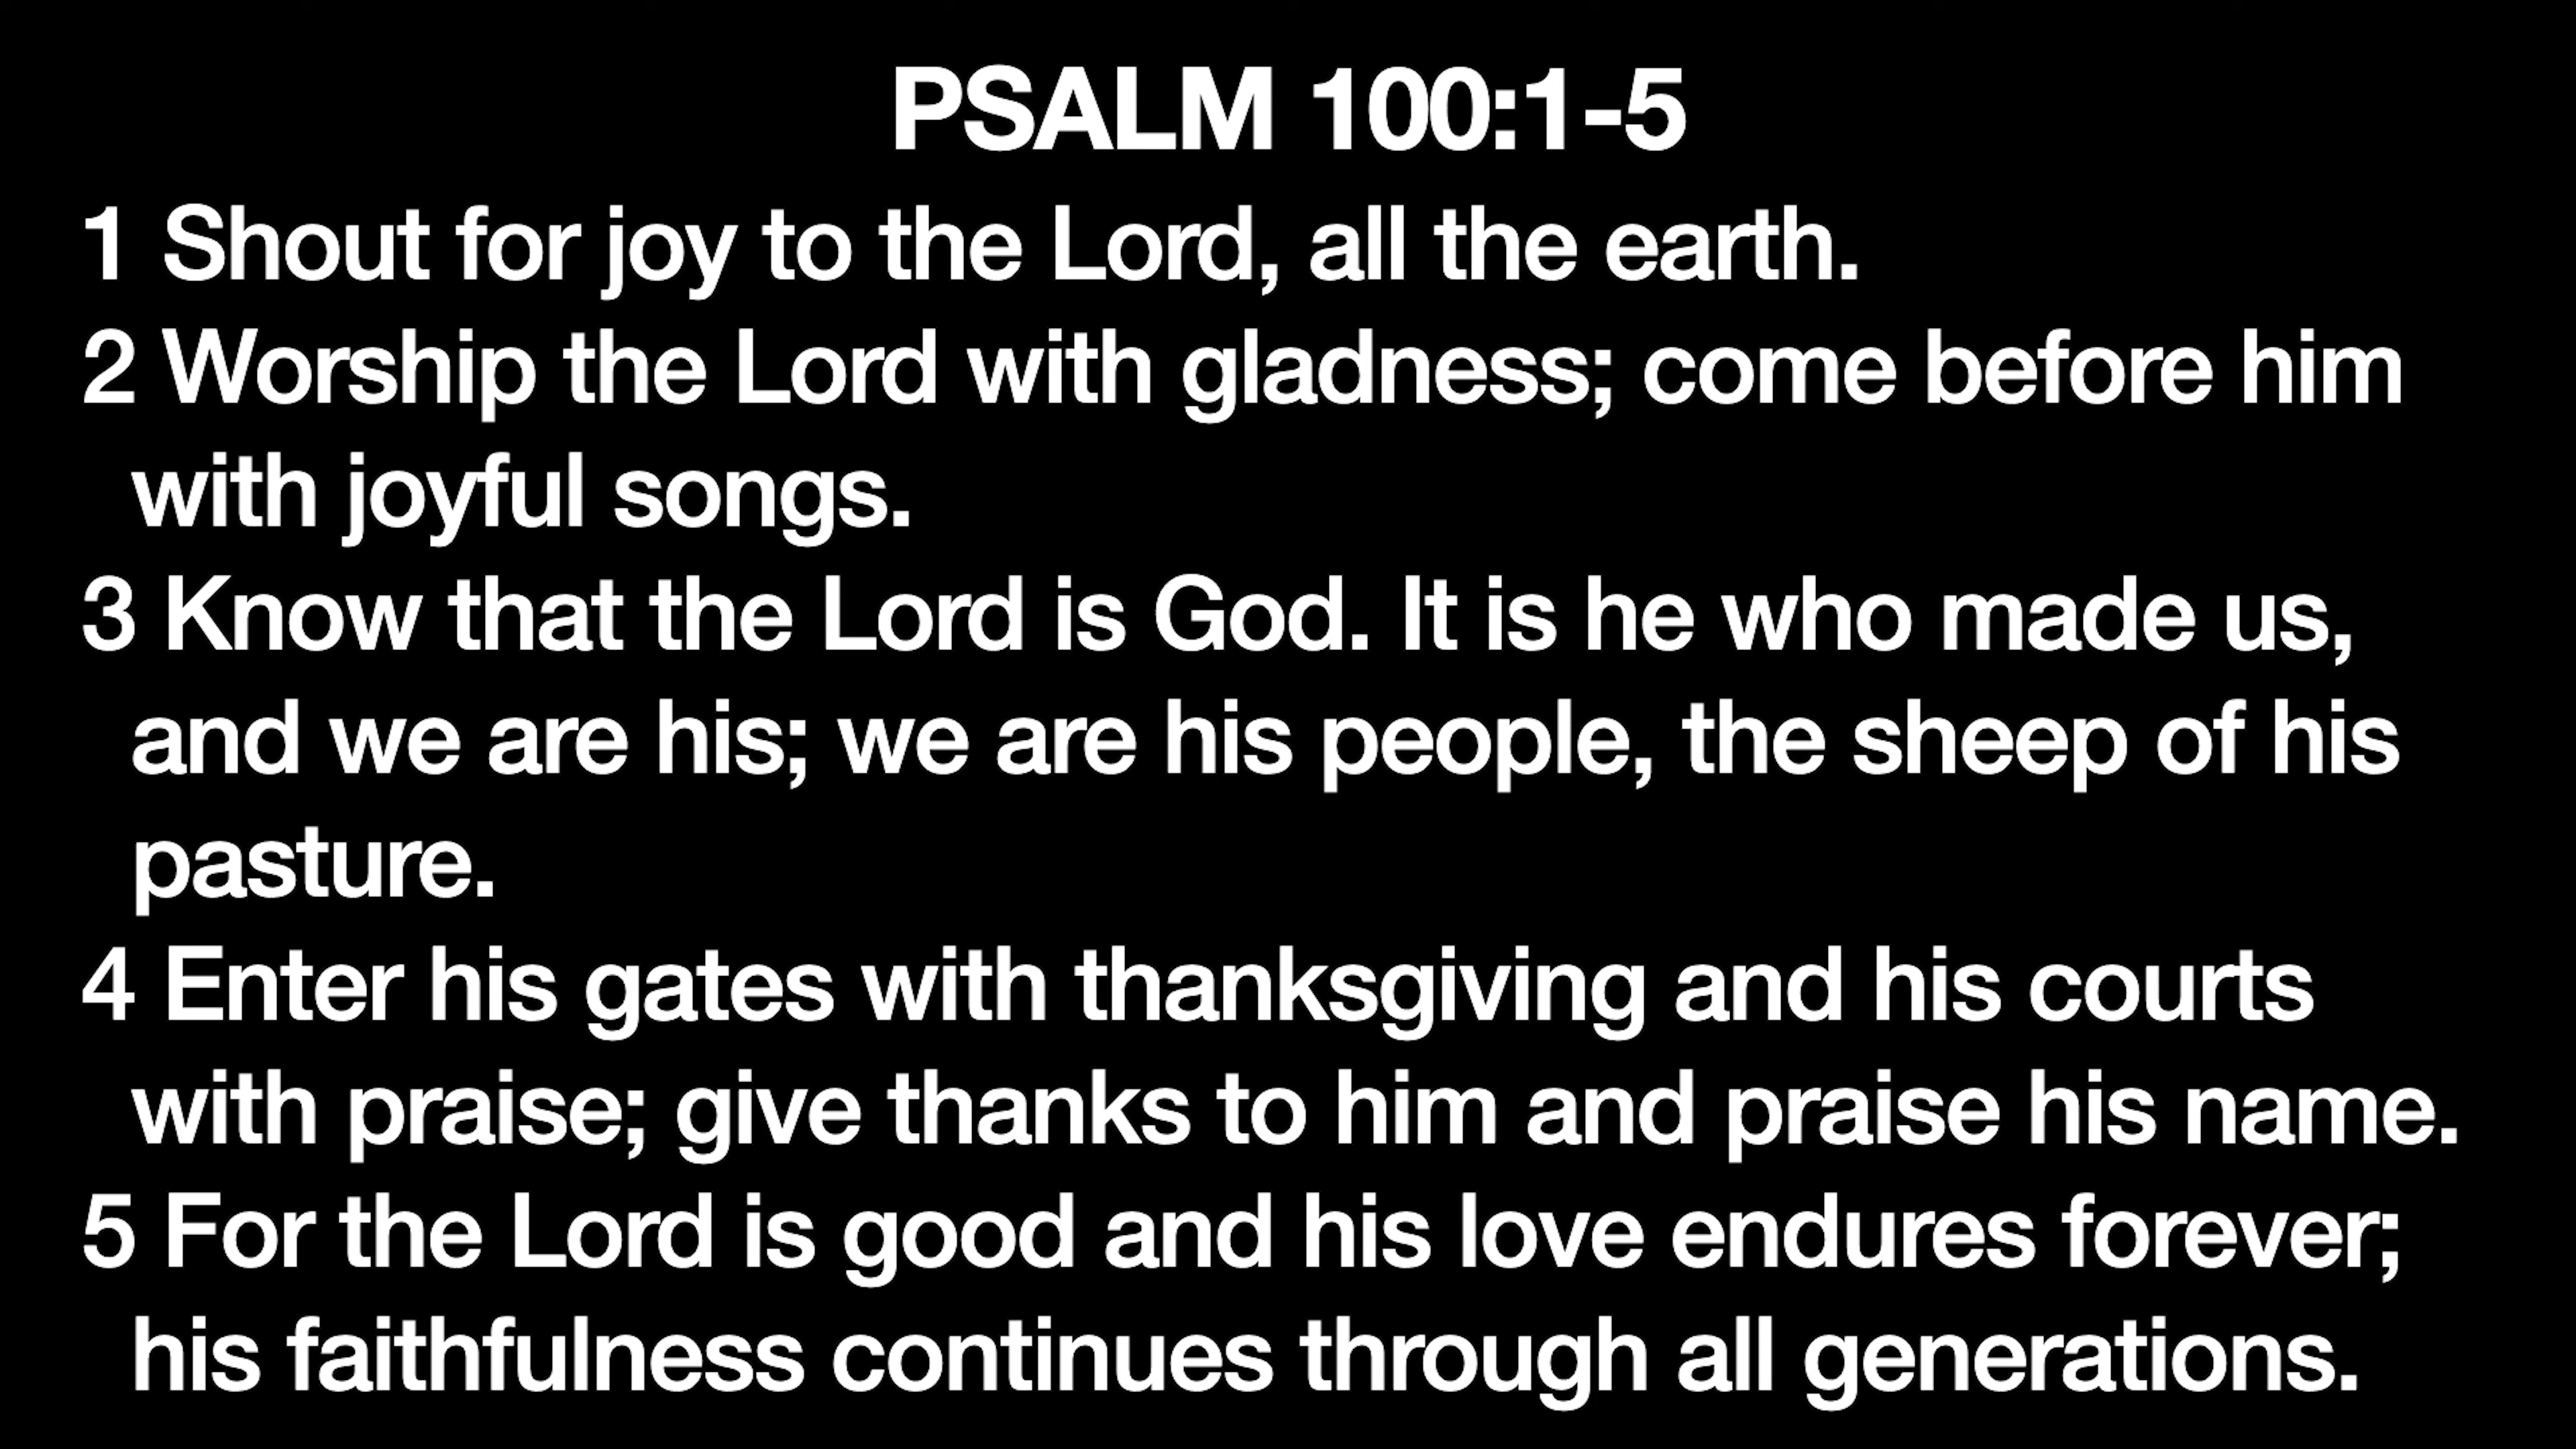 PSALM 100:1-5
1 Shout for joy to the Lord, all the earth.
2 Worship the Lord with gladness; come before him
with joyful songs.
3 Know that the Lord is God. It is he who made us,
and we are his; we are his people, the sheep of his
pasture.
4 Enter his gates with thanksgiving and his courts
with praise; give thanks to him and praise his name.
5 For the Lord is good and his love endures forever;
his faithfulness continues through all generations.